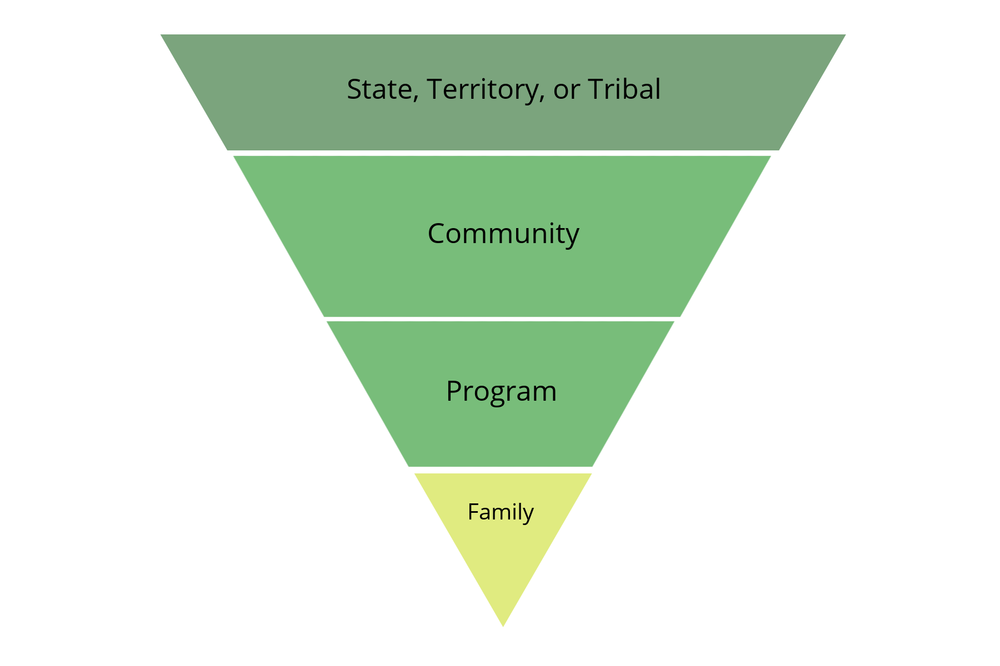 State, Territory, or Tribal
Community
Program
Family